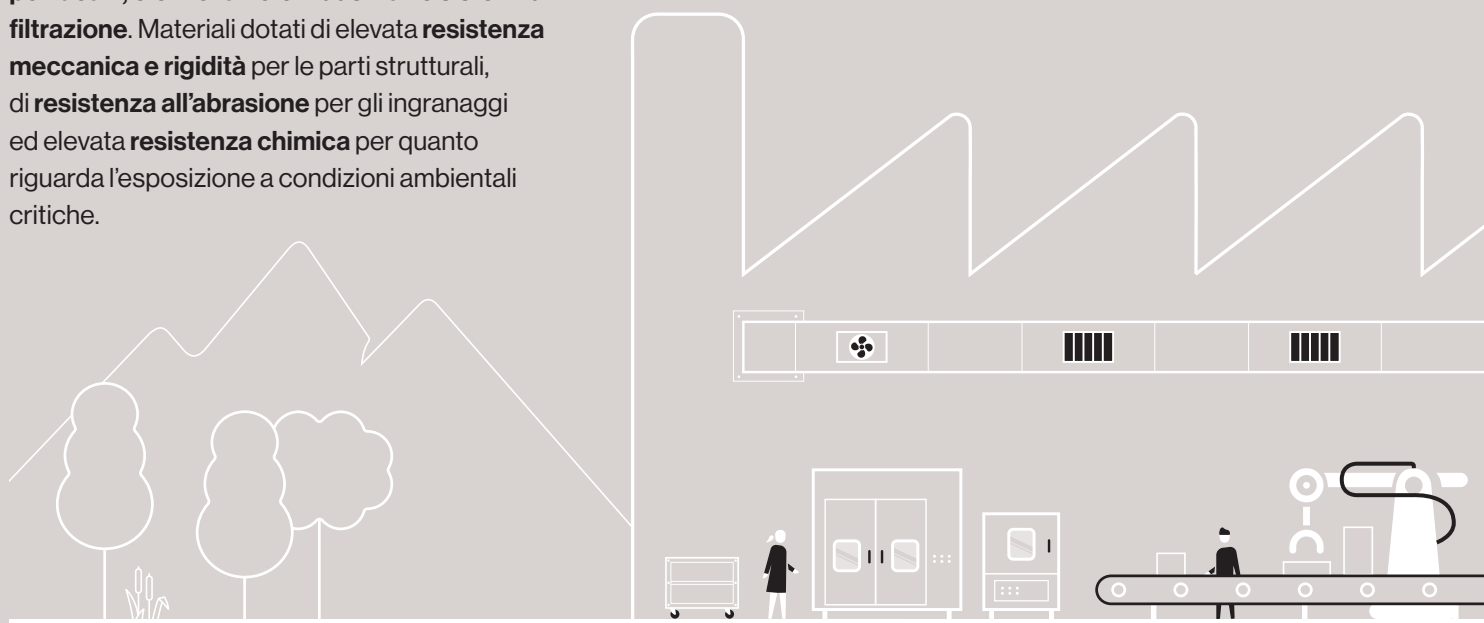 filtrazione. Materiali dotati di elevata resistenza
meccanica e rigidità per le parti strutturali,
di resistenza all’abrasione per gli ingranaggi
ed elevata resistenza chimica per quanto
riguarda l’esposizione a condizioni ambientali
critiche.